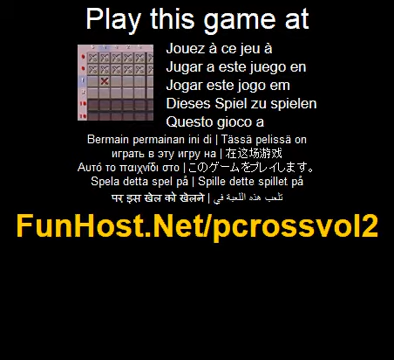 Play this game at
Jouez à ce jeu à
Jugar a este juego en
Jogar este jogo em
Dieses Spiel zu spielen
Questo gioco a
Bermain permainan ini di | Tässä pelissä on
играть в эту игру на | 在这场游戏
Αυτό το παιχνίδι στο | このゲームをプレイします。
Spela detta spel på | Spille dette spillet på
पर इस खेल को खेलने | تلعب هذه اللعبة في
FunHost.Net/pcrossvol2